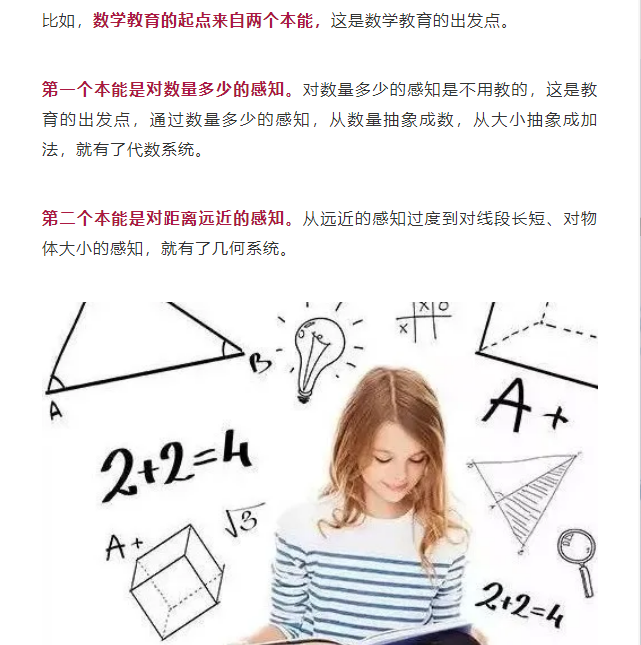 比如，数学教育的起点来自两个本能，这是数学教育的出发点。
第一个本能是对数量多少的感知。对数量多少的感知是不用教的，这是教
育的出发点，通过数量多少的感知，从数量抽象成数，从大小抽象成加
法，就有了代数系统。
第二个本能是对距离远近的感知。从远近的感知过度到对线段长短、对物
体大小的感知，就有了几何系统。
X O
X
B
A
A+
2+2=4
√3
A+
2+2=4